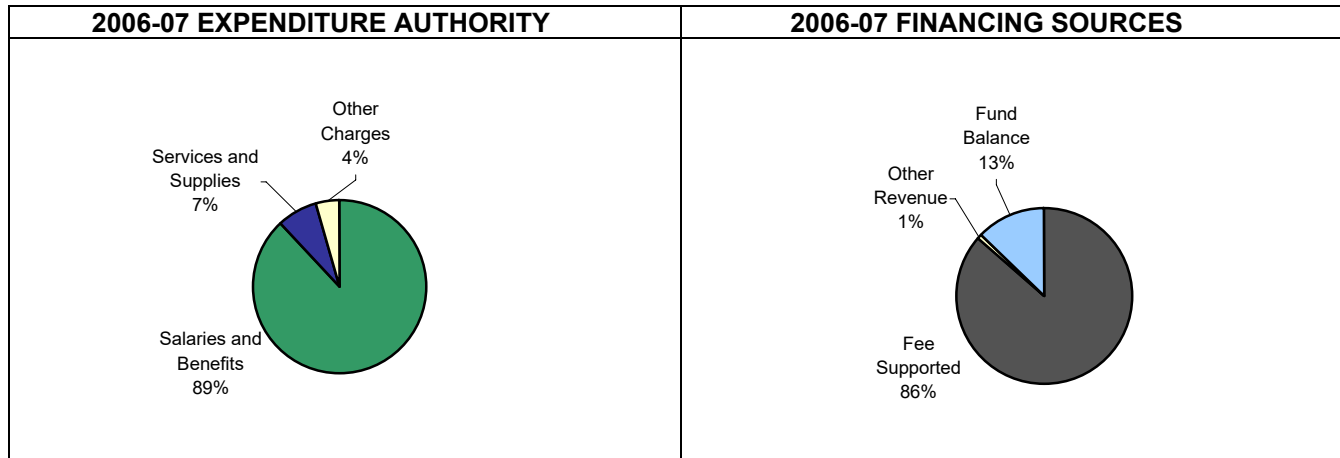 2006-07 EXPENDITURE AUTHORITY
Other
Charges
4%
Services and
Supplies
7%
Salaries and
Benefits
89%
2006-07 FINANCING SOURCES
Fund
Balance
13%
Other
Revenue
1%
Fee
Supported
86%